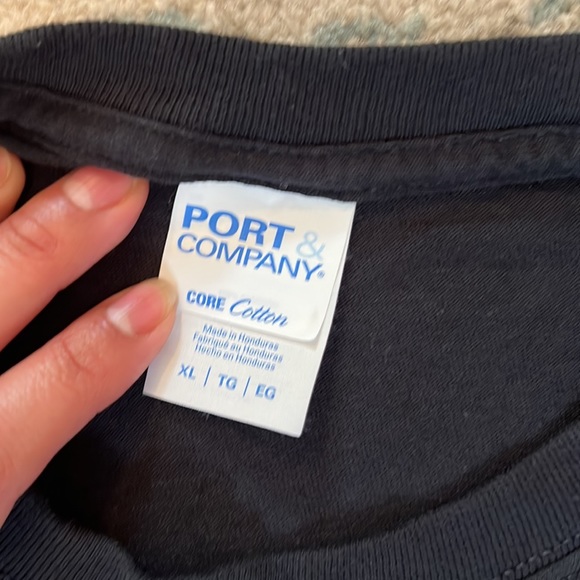 PORT &
COMPANY®
CORE Cotton
Made in Honduras
Fabriqué au Honduras
Hecho en Honduras
XL | TG | EG